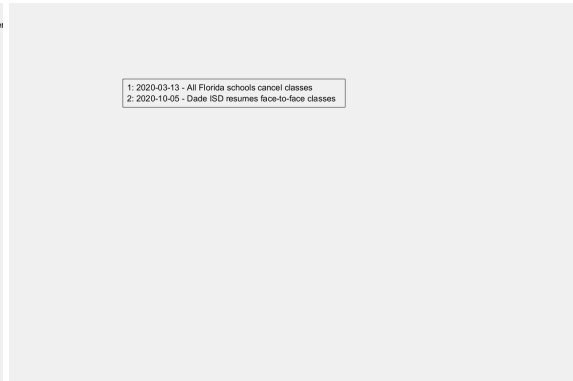 1: 2020-03-13 - All Florida schools cancel classes
2: 2020-10-05 - Dade ISD resumes face-to-face classes